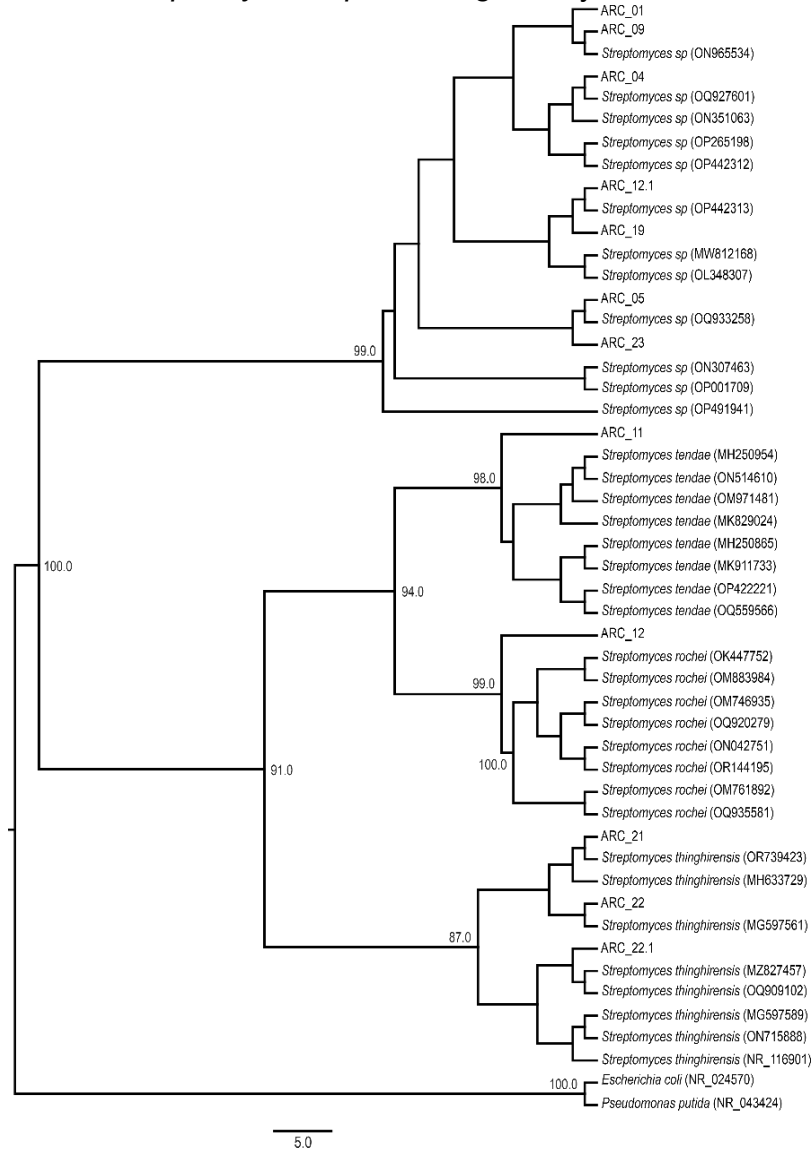 ARC_01
ARC_09
Streptomyces sp (ON965534)
ARC_04
Streptomyces sp (OQ927601)
Streptomyces sp (ON351063)
Streptomyces sp (OP265198)
Streptomyces sp (OP442312)
ARC_12.1
Streptomyces sp (OP442313)
ARC_19
Streptomyces sp (MW812168)
Streptomyces sp (OL348307)
ARC_05
Streptomyces sp (OQ933258)
ARC_23
99.0
Streptomyces sp (ON307463)
Streptomyces sp (OP001709)
Streptomyces sp (OP491941)
ARC_11
Streptomyces tendae (MH250954)
98.0
Streptomyces tendae (ON514610)
Streptomyces tendae (OM971481)
Streptomyces tendae (MK829024)
Streptomyces tendae (MH250865)
100.0
Streptomyces tendae (MK911733)
94.0
Streptomyces tendae (OP422221)
Streptomyces tendae (OQ559566)
ARC_12
Streptomyces rochei (OK447752)
99.0
Streptomyces rochei (OM883984)
Streptomyces rochei (OM746935)
Streptomyces rochei (OQ920279)
Streptomyces rochei (ON042751)
100.0
Streptomyces rochei (OR144195)
91.0
Streptomyces rochei (OM761892)
Streptomyces rochei (OQ935581)
ARC_21
Streptomyces thinghirensis (OR739423)
Streptomyces thinghirensis (MH633729)
ARC_22
Streptomyces thinghirensis (MG597561)
87.0
ARC_22.1
Streptomyces thinghirensis (MZ827457)
Streptomyces thinghirensis (OQ909102)
Streptomyces thinghirensis (MG597589)
Streptomyces thinghirensis (ON715888)
Streptomyces thinghirensis (NR_116901)
100.0
Escherichia coli (NR_024570)
Pseudomonas putida (NR_043424)
5.0